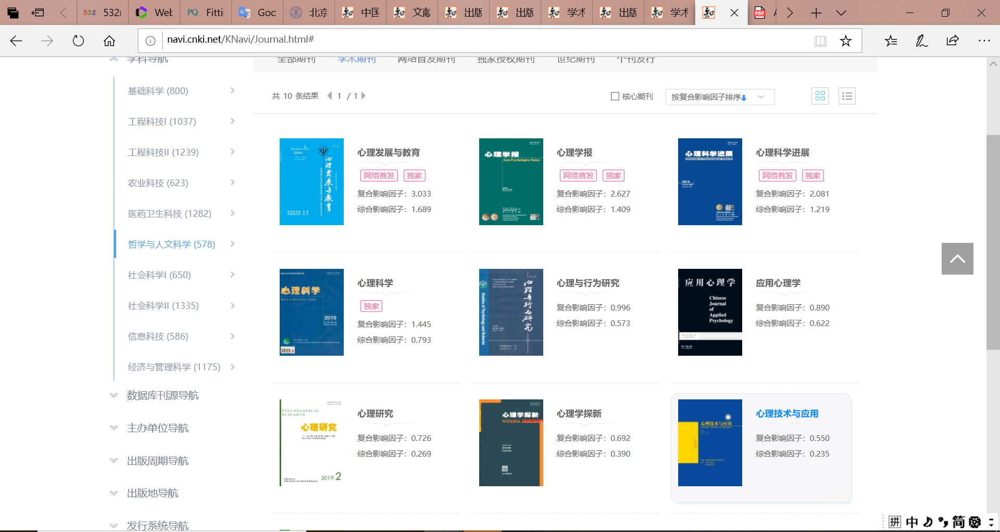 532
Web
PQ Fitti
Goo
北京
中国
文献
出版
出版
学术
出版
学术
PDF
navi.cnki.net/KNavi/Journal.html#
学科导航
全部期刊 学术期刊 网络首发期刊 独家授权期刊 世纪期刊 个刊发行
基础科学 (800)
工程科技I (1037)
工程科技II (1239)
农业科技 (623)
医药卫生科技 (1282)
哲学与人文科学 (578)
社会科学I (650)
社会科学II (1335)
信息科技 (586)
经济与管理科学 (1175)
数据库刊源导航
主办单位导航
出版周期导航
出版地导航
发行系统导航
共 10 条结果 1 / 1
核心期刊
按复合影响因子排序
心理发展与教育
心理发展与教育
网络首发 独家
复合影响因子：3.033
综合影响因子：1.689
心理学报
Acta Psychologica Sinica
心理学报
网络首发 独家
复合影响因子：2.627
综合影响因子：1.409
心理科学进展
Advances in Psychological Science
心理科学进展
网络首发 独家
复合影响因子：2.081
综合影响因子：1.219
心理科学
2019
心理科学
独家
复合影响因子：1.445
综合影响因子：0.793
心理与行为研究
Studies of Psychology and Behavior
心理与行为研究
复合影响因子：0.996
综合影响因子：0.573
应用心理学
Chinese
Journal
of
Applied
Psychology
应用心理学
复合影响因子：0.890
综合影响因子：0.622
PSYCHOLOGICAL
RESEARCH
心理研究
2019.2
心理研究
复合影响因子：0.726
综合影响因子：0.269
心理学探新
心理学探新
复合影响因子：0.692
综合影响因子：0.390
心理技术与应用
心理技术与应用
复合影响因子：0.550
综合影响因子：0.235
拼 中 简